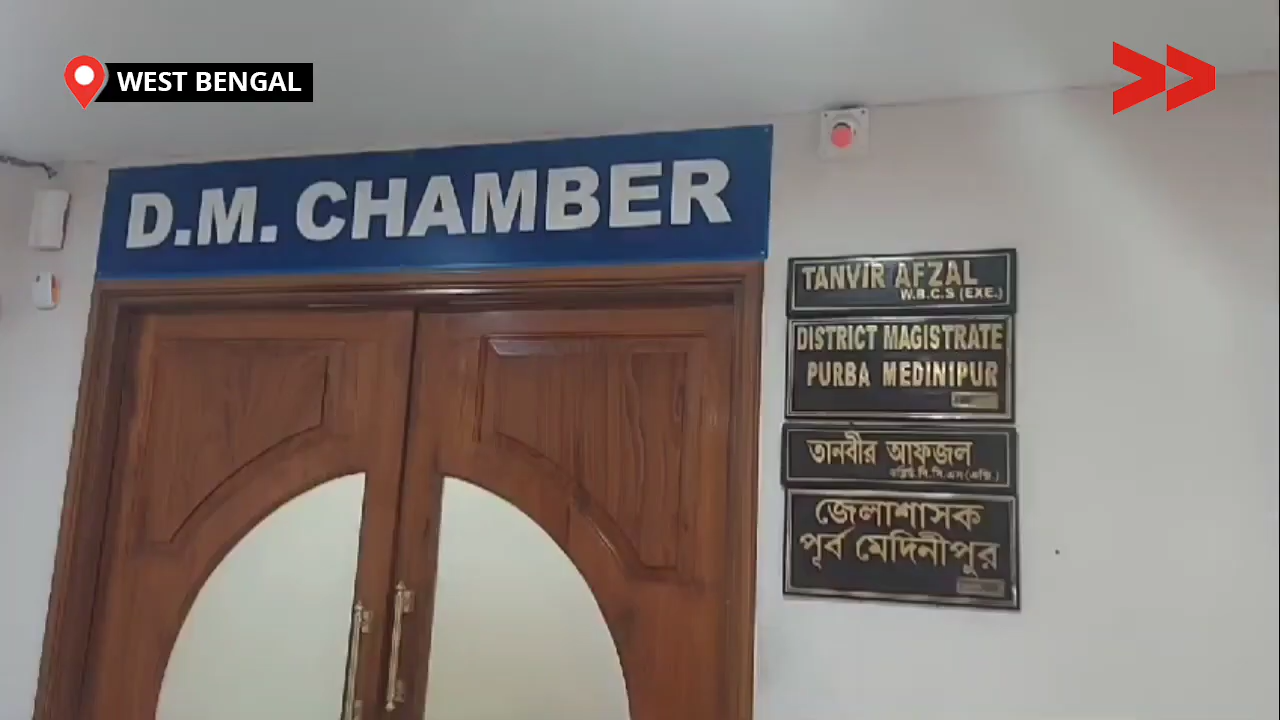 WEST BENGAL
D.M. CHAMBER
TANVIR AFZAL
W.B.C.S (EXE.)
DISTRICT MAGISTRATE
PURBA MEDINIPUR
তানবীর আফজল
জেলাশাসক
পূর্ব মেদিনীপুর